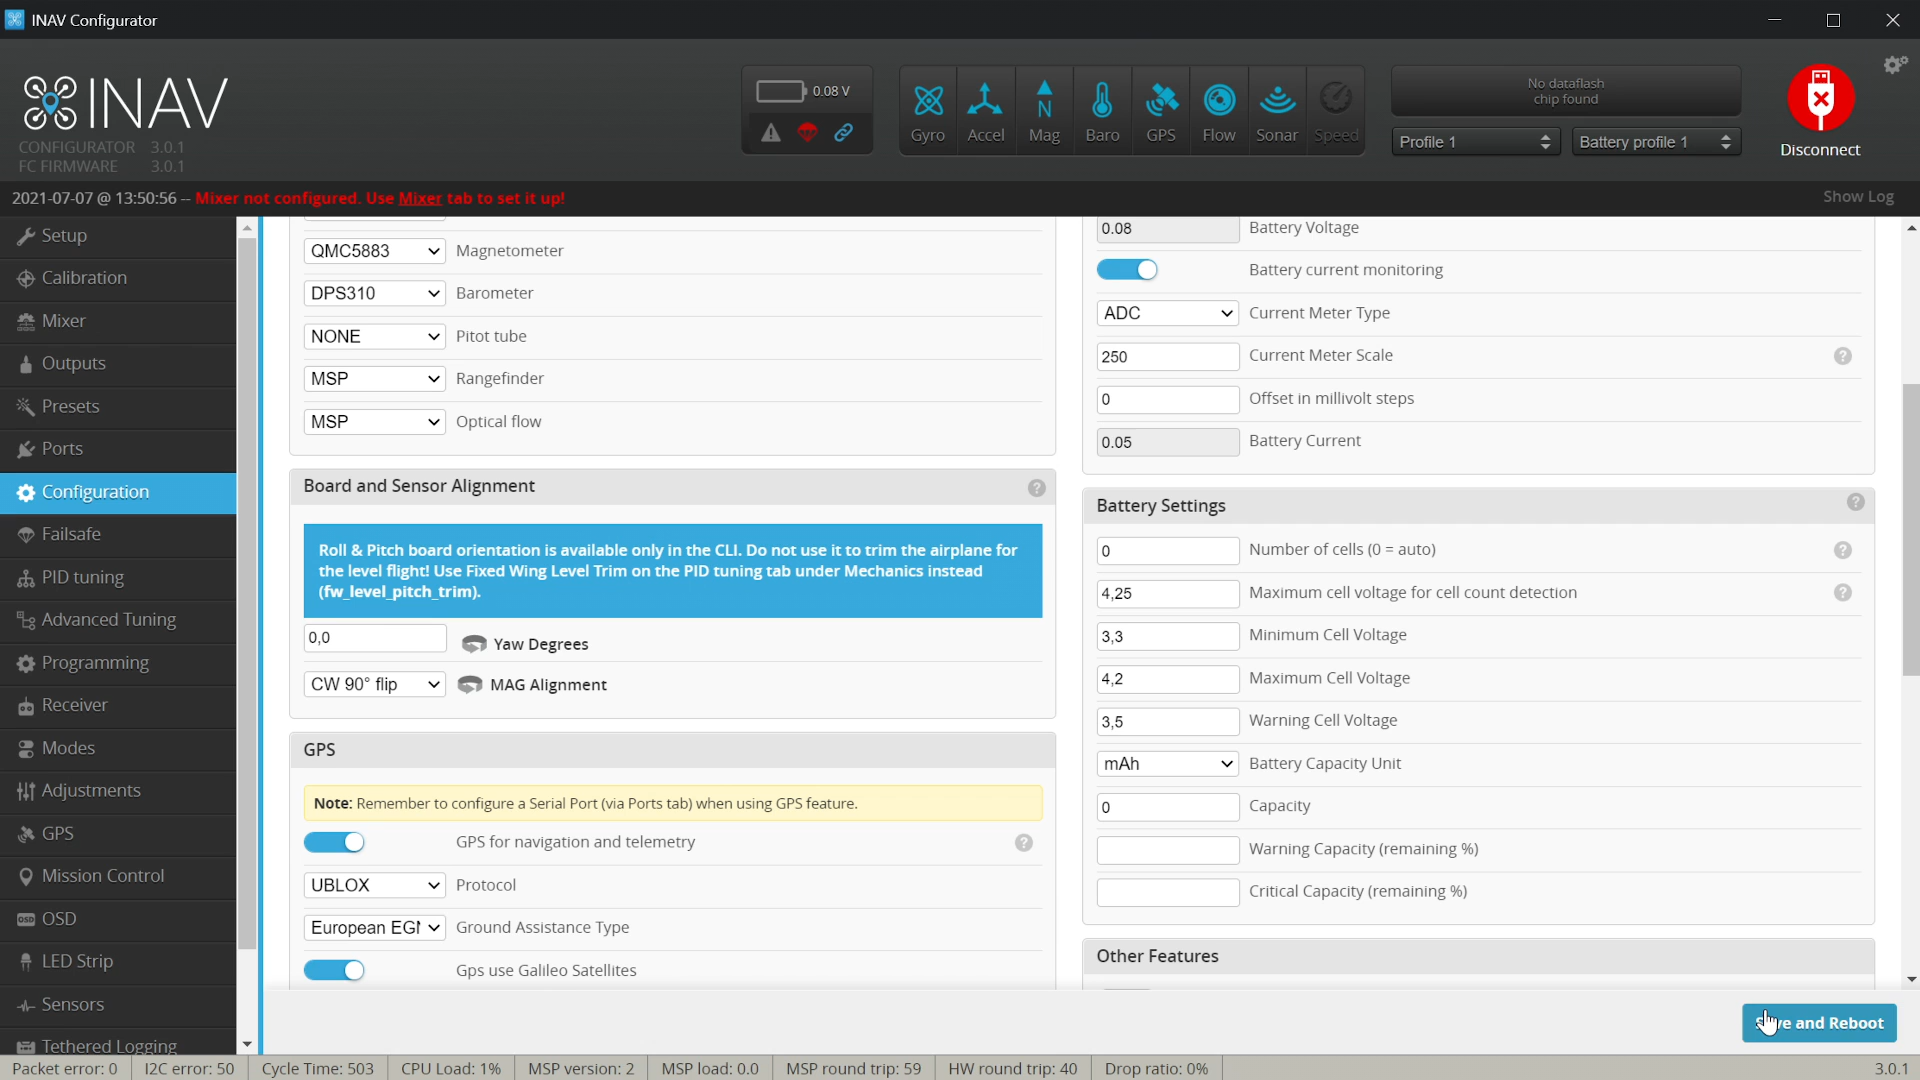 INAV Configurator
INAV
CONFIGURATOR 3.0.1
FC FIRMWARE 3.0.1
0.08 V
Gyro
Accel
Mag
Baro
GPS
Flow
Sonar
Speed
No dataflash
chip found
Profile 1
Battery profile 1
Disconnect
2021-07-07 @ 13:50:56 -- Mixer not configured. Use Mixer tab to set it up!
Show Log
Setup
Calibration
Mixer
Outputs
Presets
Ports
Configuration
Failsafe
PID tuning
Advanced Tuning
Programming
Receiver
Modes
Adjustments
GPS
Mission Control
OSD
LED Strip
Sensors
Tethered Logging
QMC5883 Magnetometer
DPS310 Barometer
NONE Pitot tube
MSP Rangefinder
MSP Optical flow
Board and Sensor Alignment
Roll & Pitch board orientation is available only in the CLI. Do not use it to trim the airplane for
the level flight! Use Fixed Wing Level Trim on the PID tuning tab under Mechanics instead
(fw_level_pitch_trim).
0,0 Yaw Degrees
CW 90° flip MAG Alignment
GPS
Note: Remember to configure a Serial Port (via Ports tab) when using GPS feature.
GPS for navigation and telemetry
UBLOX Protocol
European EGN Ground Assistance Type
Gps use Galileo Satellites
0.08 Battery Voltage
Battery current monitoring
ADC Current Meter Type
250 Current Meter Scale
0 Offset in millivolt steps
0.05 Battery Current
Battery Settings
0 Number of cells (0 = auto)
4,25 Maximum cell voltage for cell count detection
3,3 Minimum Cell Voltage
4,2 Maximum Cell Voltage
3,5 Warning Cell Voltage
mAh Battery Capacity Unit
0 Capacity
Warning Capacity (remaining %)
Critical Capacity (remaining %)
Other Features
Save and Reboot
Packet error: 0
I2C error: 50
Cycle Time: 503
CPU Load: 1%
MSP version: 2
MSP load: 0.0
MSP round trip: 59
HW round trip: 40
Drop ratio: 0%
3.0.1